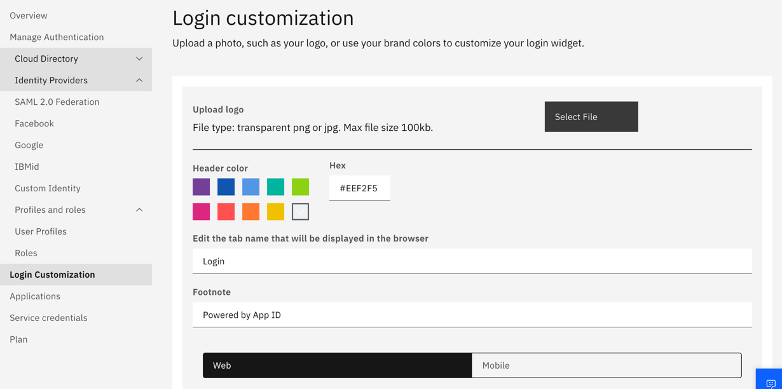 Overview
Manage Authentication
Cloud Directory
Identity Providers
SAML 2.0 Federation
Facebook
Google
IBMid
Custom Identity
Profiles and roles
User Profiles
Roles
Login Customization
Applications
Service credentials
Plan
Login customization
Upload a photo, such as your logo, or use your brand colors to customize your login widget.
Upload logo
File type: transparent png or jpg. Max file size 100kb.
Select File
Header color
Hex
#EEF2F5
Edit the tab name that will be displayed in the browser
Login
Footnote
Powered by App ID
Web
Mobile